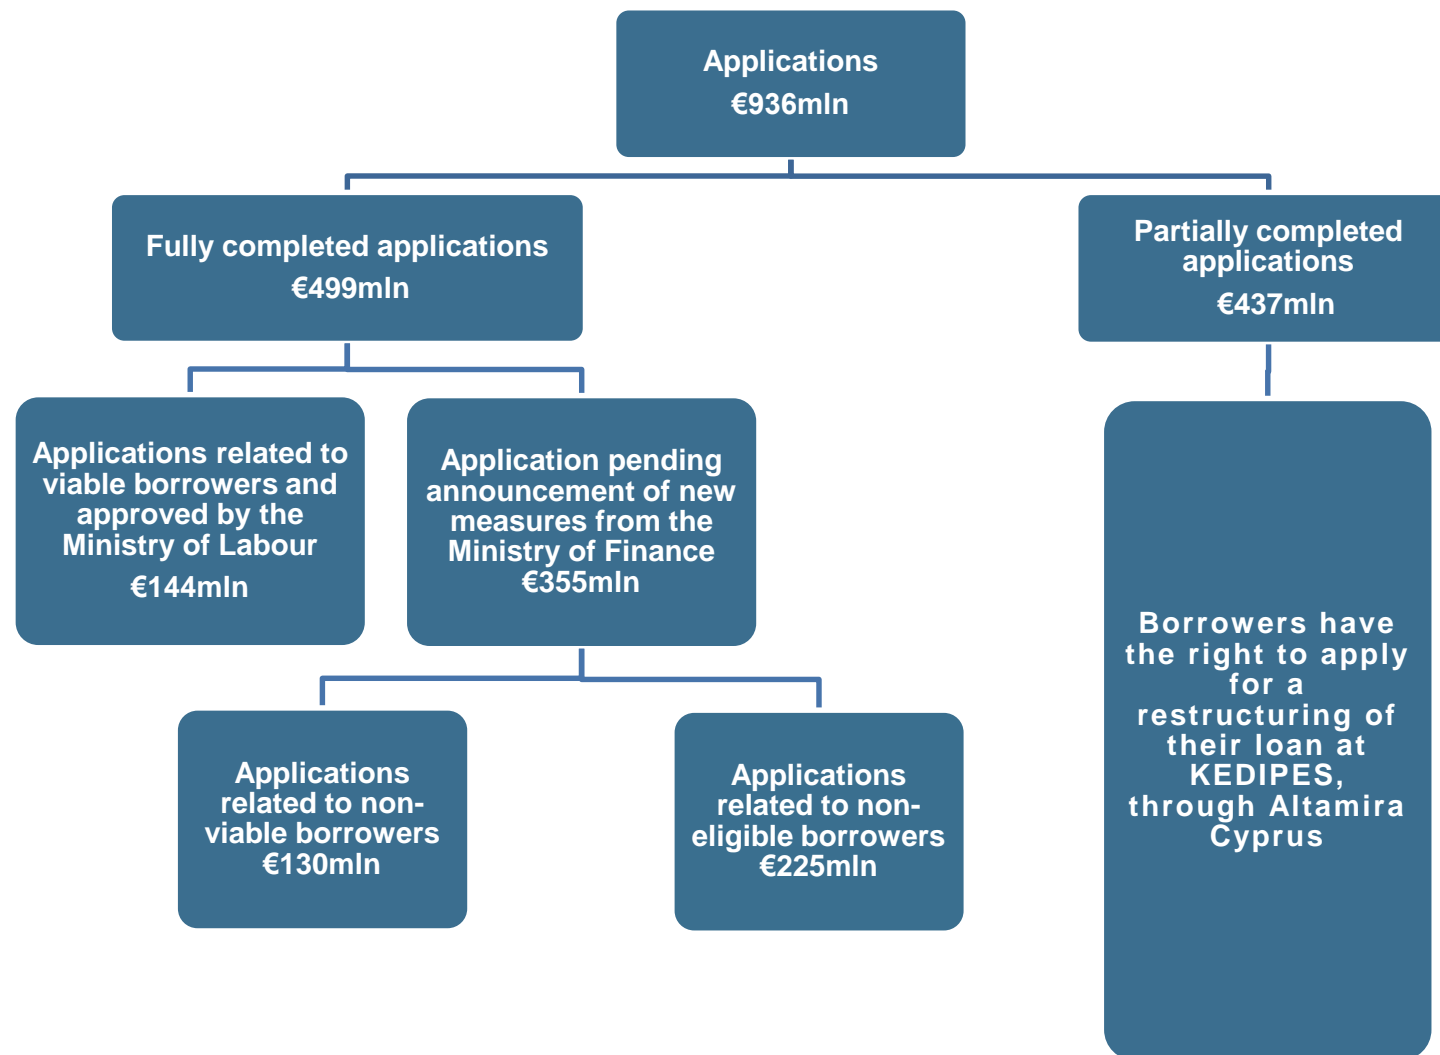 Applications
€936mln
Fully completed applications
€499mln
Partially completed
applications
€437mln
Applications related to
viable borrowers and
approved by the
Ministry of Labour
€144mln
Application pending
announcement of new
measures from the
Ministry of Finance
€355mln
Borrowers have
the right to apply
for a
restructuring of
their loan at
KEDIPES,
through Altamira
Cyprus
Applications
related to non-
viable borrowers
€130mln
Applications
related to non-
eligible borrowers
€225mln